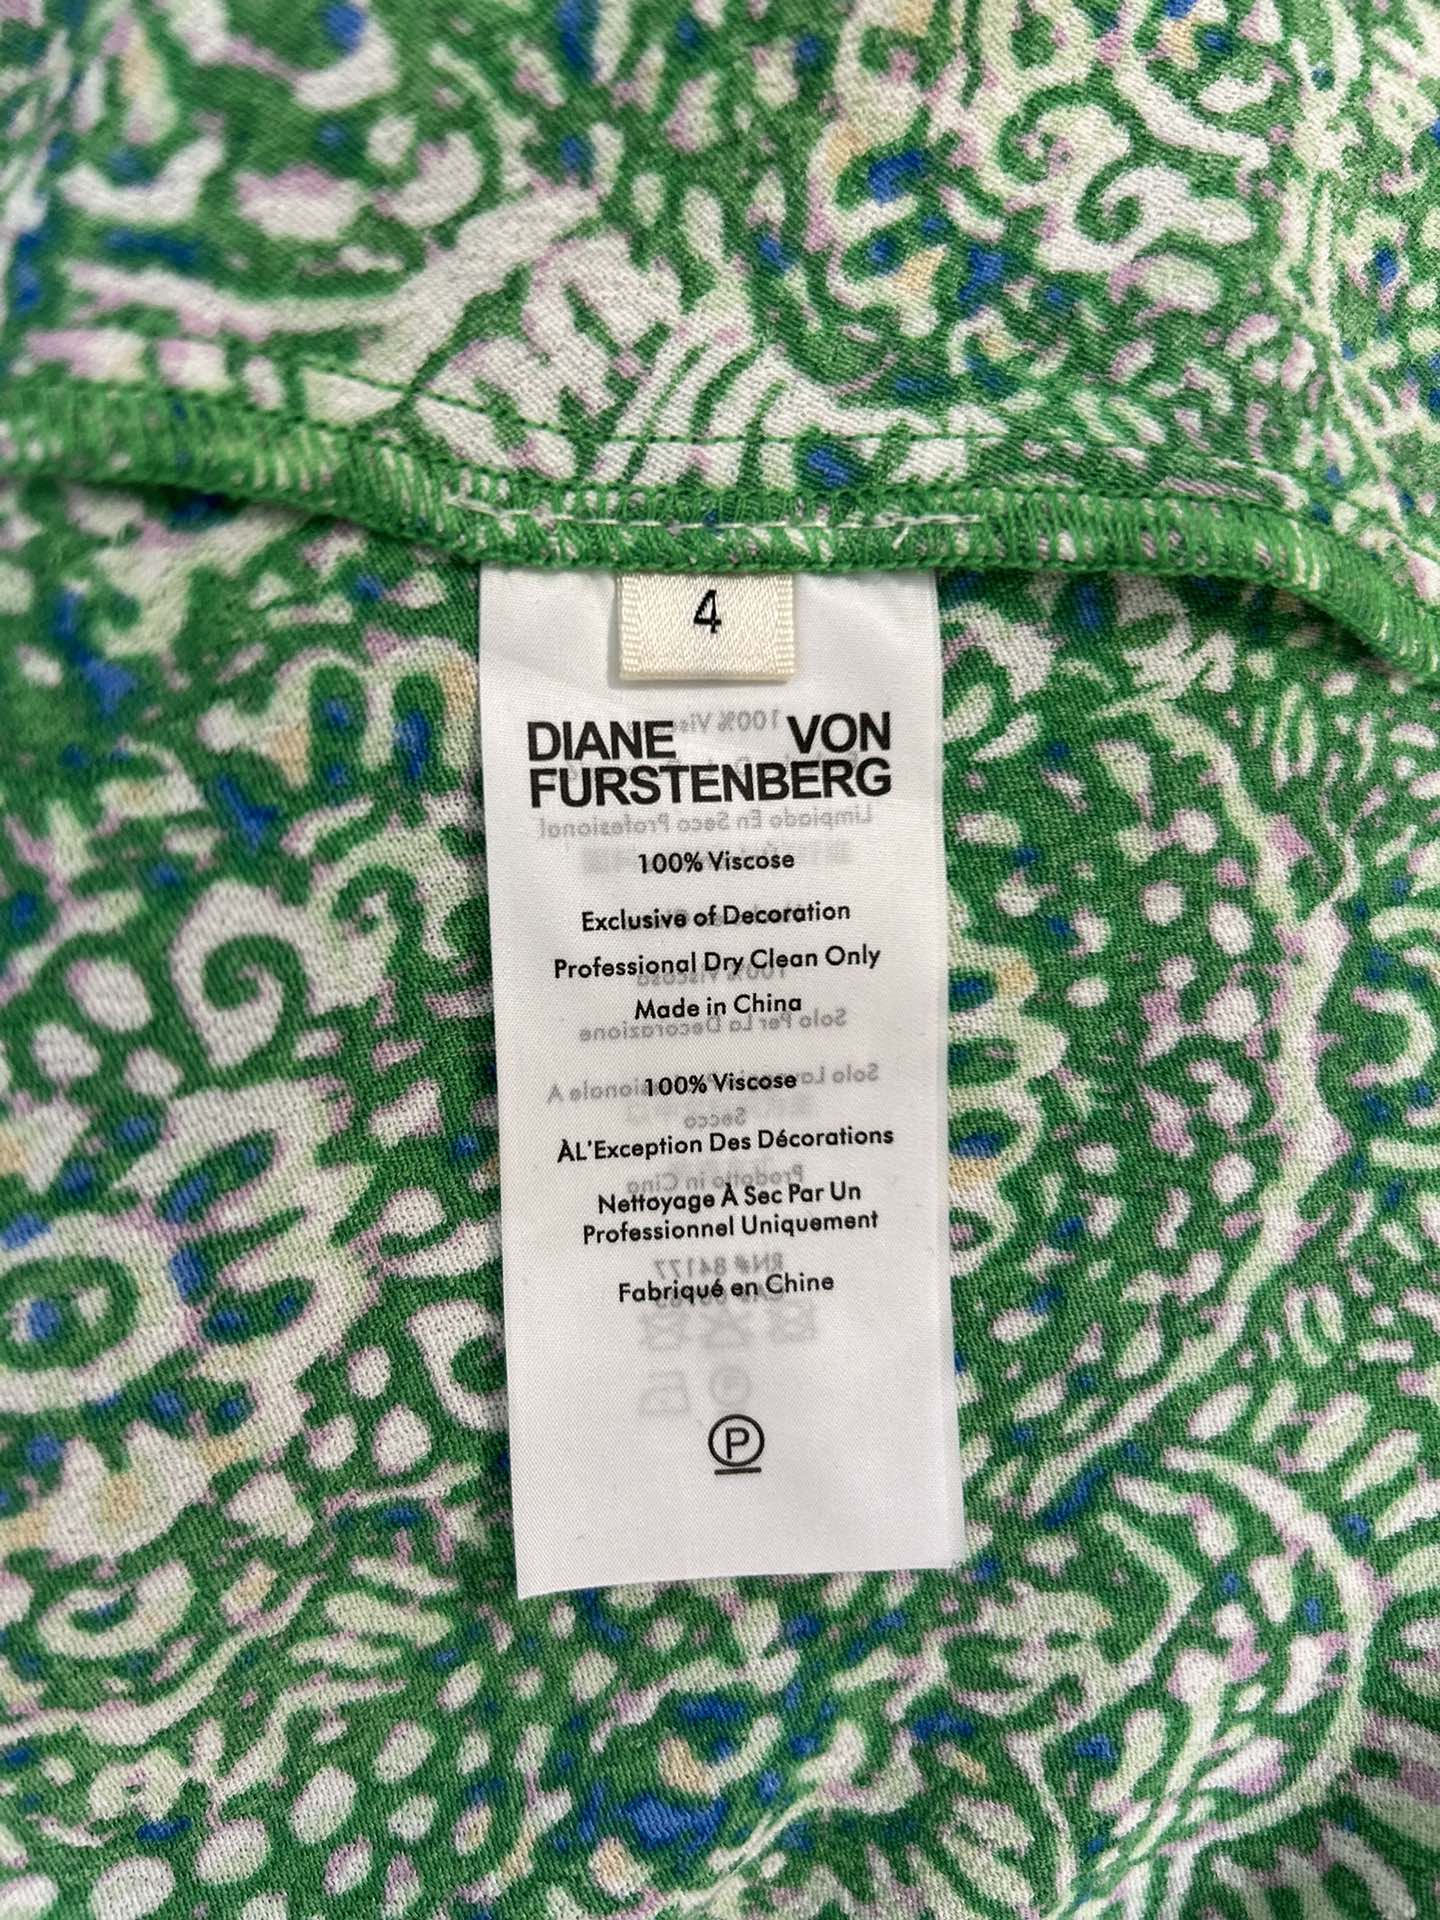 4
DIANE VON
FURSTENBERG
100% Viscose
Exclusive of Decoration
Professional Dry Clean Only
Made in China
100% Viscose
ÀL'Exception Des Décorations
Nettoyage À Sec Par Un
Professionnel Uniquement
Fabriqué en Chine
P